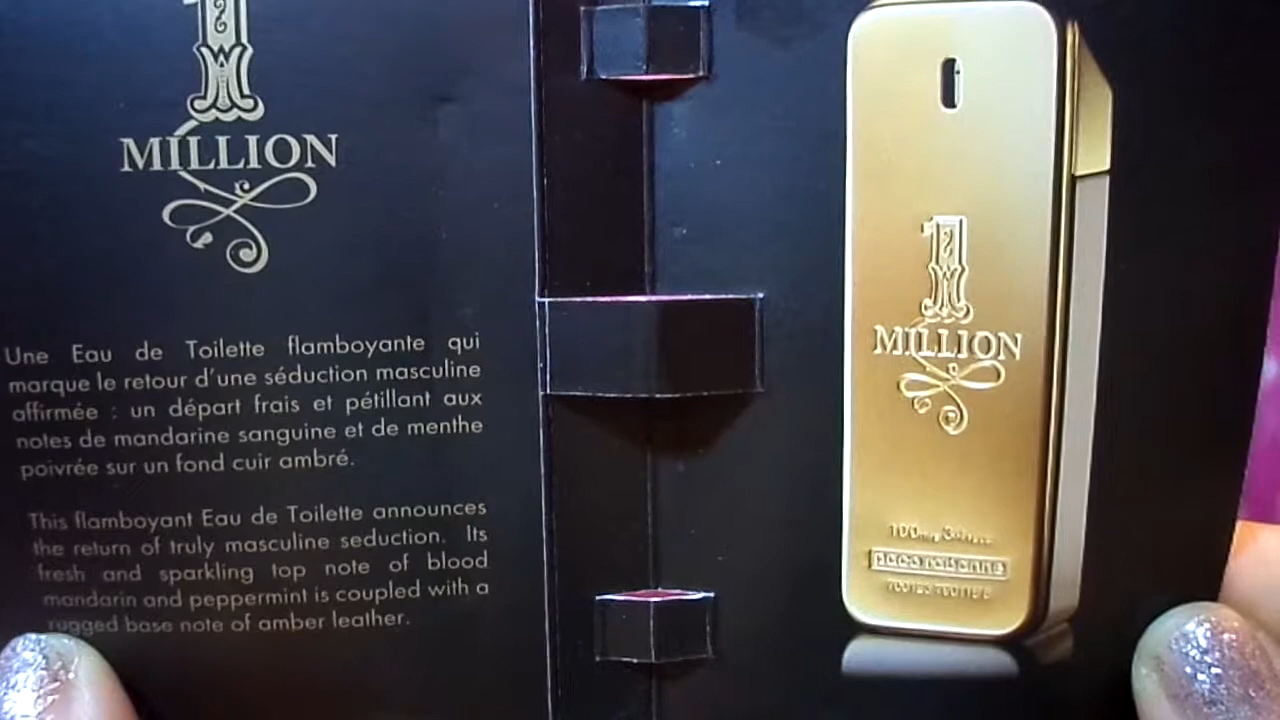 1
MILLION
Une Eau de Toilette flamboyante qui
marque le retour d'une séduction masculine
affirmée : un départ frais et pétillant aux
notes de mandarine sanguine et de menthe
poivrée sur un fond cuir ambré.
This flamboyant Eau de Toilette announces
the return of truly masculine seduction. Its
fresh and sparkling top note of blood
mandarin and peppermint is coupled with a
rugged base note of amber leather.
1
MILLION
100
paco rabanne